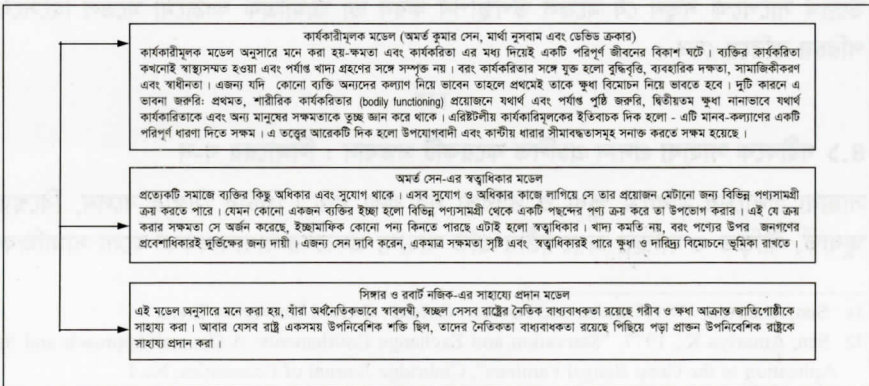 কার্যকারীমূলক মডেল (অমর্ত কুমার সেন, মার্থা নুসবাম এবং ডেভিড ক্রকার)
কার্যকারীমূলক মডেল অনুসারে মনে করা হয়-ক্ষমতা এবং কার্যকরিতা এর মধ্য দিয়েই একটি পরিপূর্ণ জীবনের বিকাশ ঘটে । ব্যক্তির কার্যকরিতা
কখনোই স্বাস্থ্যসম্মত হওয়া এবং পর্যাপ্ত খাদ্য গ্রহণের সঙ্গে সম্পৃক্ত নয় । বরং কার্যকরিতার সঙ্গে যুক্ত হলো বুদ্ধিবৃত্তি, ব্যবহারিক দক্ষতা, সামাজিকীকরণ
এবং স্বাধীনতা । এজন্য যদি কোনো ব্যক্তি অন্যদের কল্যাণ নিয়ে ভাবেন তাহলে প্রথমেই তাকে ক্ষুধা বিমোচন নিয়ে ভাবতে হবে । দুটি কারনে এ
ভাবনা জরুরি: প্রথমত, শারীরিক কার্যকরিতার (bodily functioning) প্রয়োজনে যথার্থ এবং পর্যাপ্ত পুষ্ঠি জরুরি, দ্বিতীয়তম ক্ষুধা নানাভাবে যথার্থ
কার্যকারিতাকে এবং অন্য মানুষের সক্ষমতাকে তুচ্ছ জ্ঞান করে থাকে । এরিষ্টটলীয় কার্যকারিমূলকের ইতিবাচক দিক হলো - এটি মানব-কল্যাণের একটি
পরিপূর্ণ ধারণা দিতে সক্ষম । এ তত্ত্বের আরেকটি দিক হলো উপযোগবাদী এবং কান্টীয় ধারার সীমাবদ্ধতাসমূহ সনাক্ত করতে সক্ষম হয়েছে ।
অমর্ত সেন-এর স্বত্বাধিকার মডেল
প্রত্যেকটি সমাজে ব্যক্তির কিছু অধিকার এবং সুযোগ থাকে । এসব সুযোগ ও অধিকার কাজে লাগিয়ে সে তার প্রয়োজন মেটানো জন্য বিভিন্ন পণ্যসামগ্রী
ক্রয় করতে পারে । যেমন কোনো একজন ব্যক্তির ইচ্ছা হলো বিভিন্ন পণ্যসামগ্রী থেকে একটি পছন্দের পণ্য ক্রয় করে তা উপভোগ করার । এই যে ক্রয়
করার সক্ষমতা সে অর্জন করেছে, ইচ্ছামাফিক কোনো পন্য কিনতে পারছে এটাই হলো স্বত্বাধিকার । খাদ্য কমতি নয়, বরং পণ্যের উপর জনগণের
প্রবেশাধিকারই দুর্ভিক্ষের জন্য দায়ী । এজন্য সেন দাবি করেন, একমাত্র সক্ষমতা সৃষ্টি এবং স্বত্বাধিকারই পারে ক্ষুধা ও দারিদ্র্য বিমোচনে ভূমিকা রাখতে ।
সিঙ্গার ও রবার্ট নজিক-এর সাহায্যে প্রদান মডেল
এই মডেল অনুসারে মনে করা হয়, যাঁরা অর্থনৈতিকভাবে স্বাবলম্বী, স্বচ্ছল সেসব রাষ্ট্রের নৈতিক বাধ্যবাধকতা রয়েছে গরীব ও ক্ষধা আক্রান্ত জাতিগোষ্ঠীকে
সাহায্য করা । আবার যেসব রাষ্ট্র একসময় উপনিবেশিক শক্তি ছিল, তাদের নৈতিকতা বাধ্যবাধকতা রয়েছে পিছিয়ে পড়া প্রাক্তন উপনিবেশিক রাষ্ট্রকে
সাহায্য প্রদান করা ।